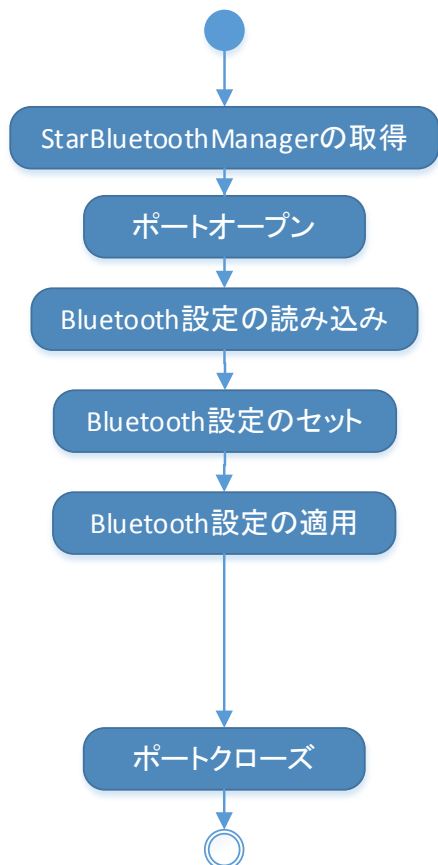 StarBluetoothManagerの取得
ポートオープン
Bluetooth設定の読み込み
Bluetooth設定のセット
Bluetooth設定の適用
ポートクローズ